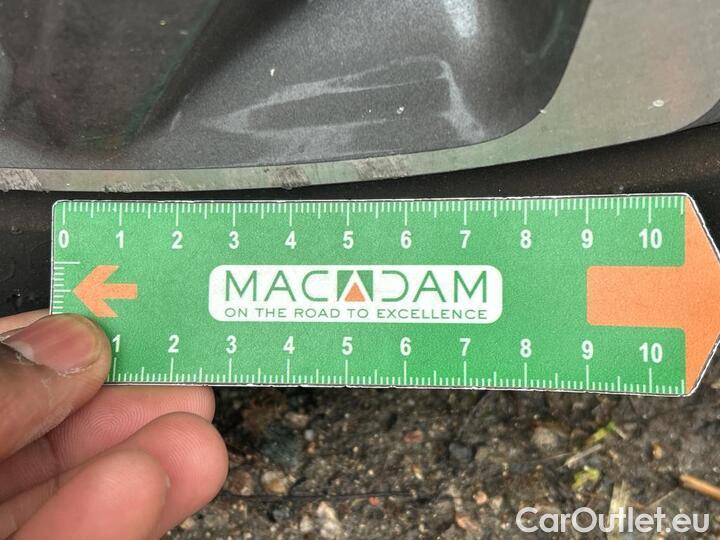 0 1 2 3 4 5 6 7 8 9 10
MACADAM
ON THE ROAD TO EXCELLENCE
1 2 3 4 5 6 7 8 9 10
CarOutlet.eu